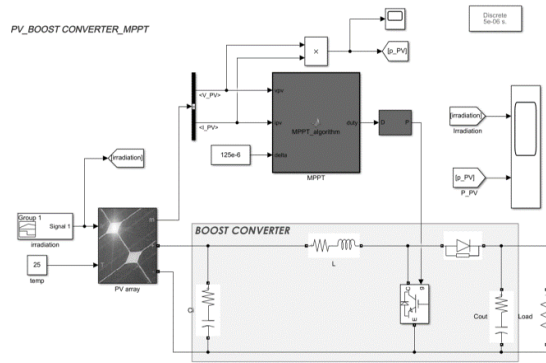 Discrete
5e-06 s.
PV_BOOST CONVERTER_MPPT
[p_PV]
<V_PV>
<I_PV>
vpv
ipv
delta
MPPT_algorithm
duty
D
P
MPPT
125e-6
[irradiation]
Irradiation
[p_PV]
P_PV
[irradiation]
Group 1
Signal 1
irradiation
25
temp
m
T
PV array
BOOST CONVERTER
L
Ci
C
g
E
Cout
Load